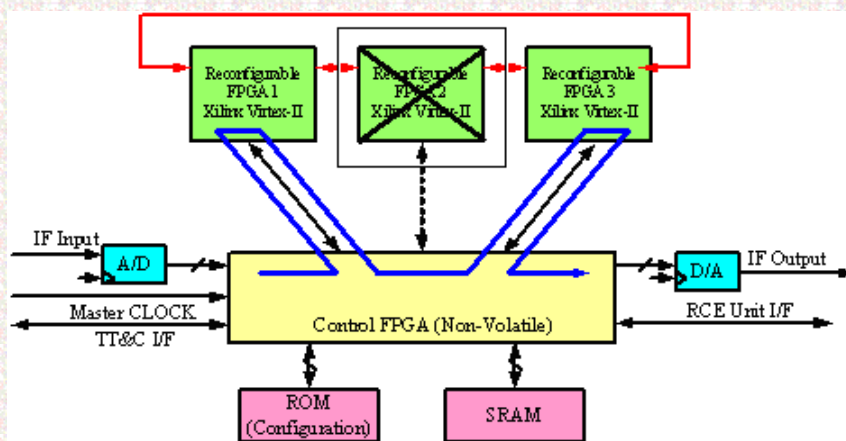 Reconfigurable
FPGA 1
Xilinx Virtex-II
Reconfigurable
FPGA 2
Xilinx Virtex-II
Reconfigurable
FPGA 3
Xilinx Virtex-II
IF Input
A/D
D/A
IF Output
Master CLOCK
TT&C I/F
Control FPGA (Non-Volatile)
RCE Unit I/F
ROM
(Configuration)
SRAM